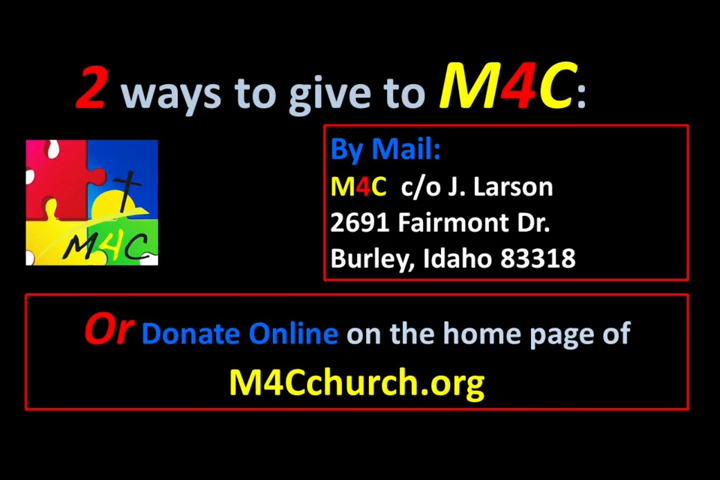 2 ways to give to M4C:
M4C
By Mail:
M4C c/o J. Larson
2691 Fairmont Dr.
Burley, Idaho 83318
Or Donate Online on the home page of
M4Cchurch.org